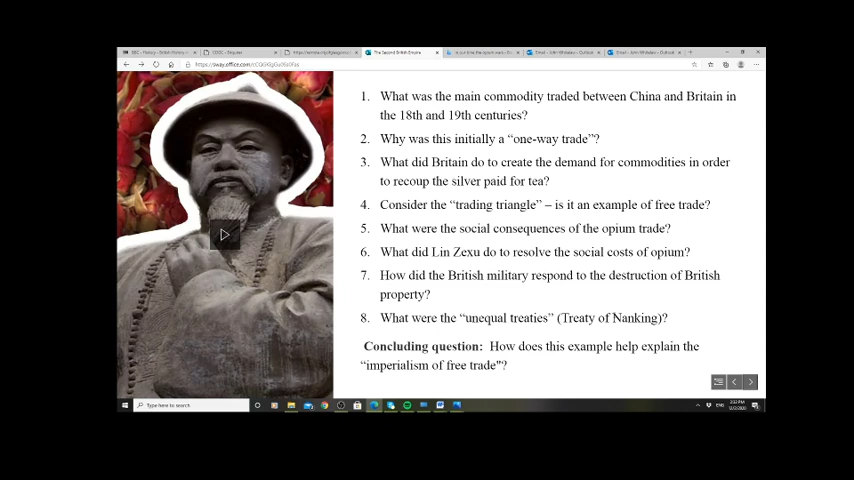 The Second British Empire
https://sway.office.com/
1. What was the main commodity traded between China and Britain in
the 18th and 19th centuries?
2. Why was this initially a “one-way trade”?
3. What did Britain do to create the demand for commodities in order
to recoup the silver paid for tea?
4. Consider the “trading triangle” – is it an example of free trade?
5. What were the social consequences of the opium trade?
6. What did Lin Zexu do to resolve the social costs of opium?
7. How did the British military respond to the destruction of British
property?
8. What were the “unequal treaties” (Treaty of Nanking)?
Concluding question: How does this example help explain the
“imperialism of free trade"?
Type here to search
ENG